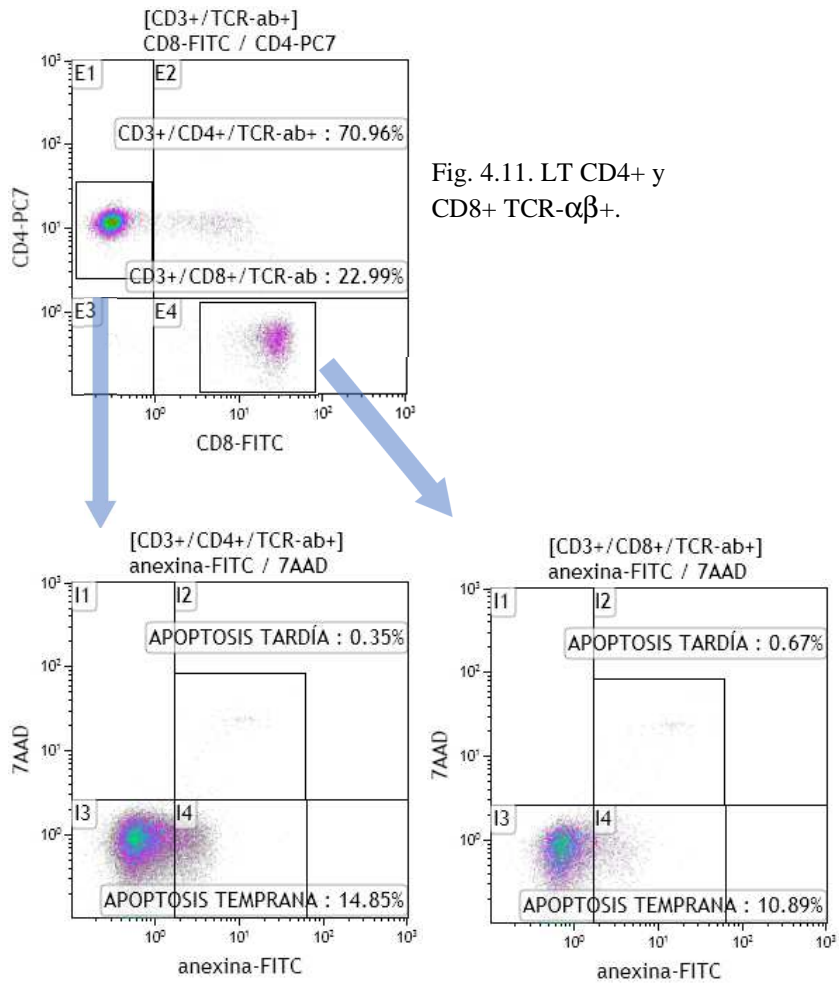 [CD3+/TCR-ab+]
CD8-FITC / CD4-PC7
10³
E1
E2
CD3+/CD4+/TCR-ab+ : 70.96%
10²
CD4-PC7
10¹
CD3+/CD8+/TCR-ab : 22.99%
10⁰
E3
E4
10⁰
10¹
10²
10³
CD8-FITC
Fig. 4.11. LT CD4+ y
CD8+ TCR-αβ+.
[CD3+/CD4+/TCR-ab+]
anexina-FITC / 7AAD
10³
I1
I2
APOPTOSIS TARDÍA : 0.35%
10²
7AAD
10¹
I3
I4
10⁰
APOPTOSIS TEMPRANA : 14.85%
10⁰
10¹
10²
10³
anexina-FITC
[CD3+/CD8+/TCR-ab+]
anexina-FITC / 7AAD
10³
I1
I2
APOPTOSIS TARDÍA : 0.67%
10²
7AAD
10¹
I3
I4
10⁰
APOPTOSIS TEMPRANA : 10.89%
10⁰
10¹
10²
10³
anexina-FITC